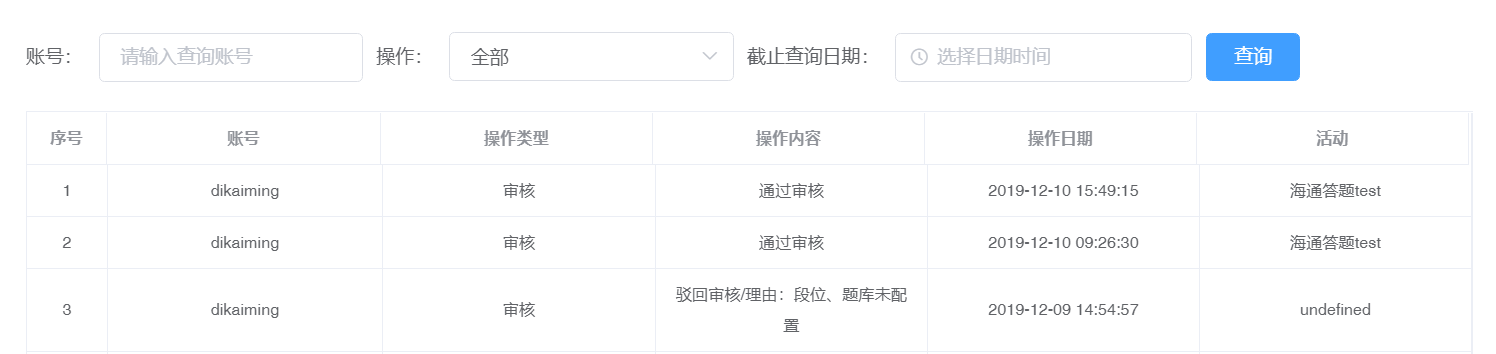 账号： 请输入查询账号 操作： 全部 截止查询日期： 选择日期时间 查询
序号 账号 操作类型 操作内容 操作日期 活动
1 dikaiming 审核 通过审核 2019-12-10 15:49:15 海通答题test
2 dikaiming 审核 通过审核 2019-12-10 09:26:30 海通答题test
3 dikaiming 审核 驳回审核/理由：段位、题库未配 2019-12-09 14:54:57 undefined
置